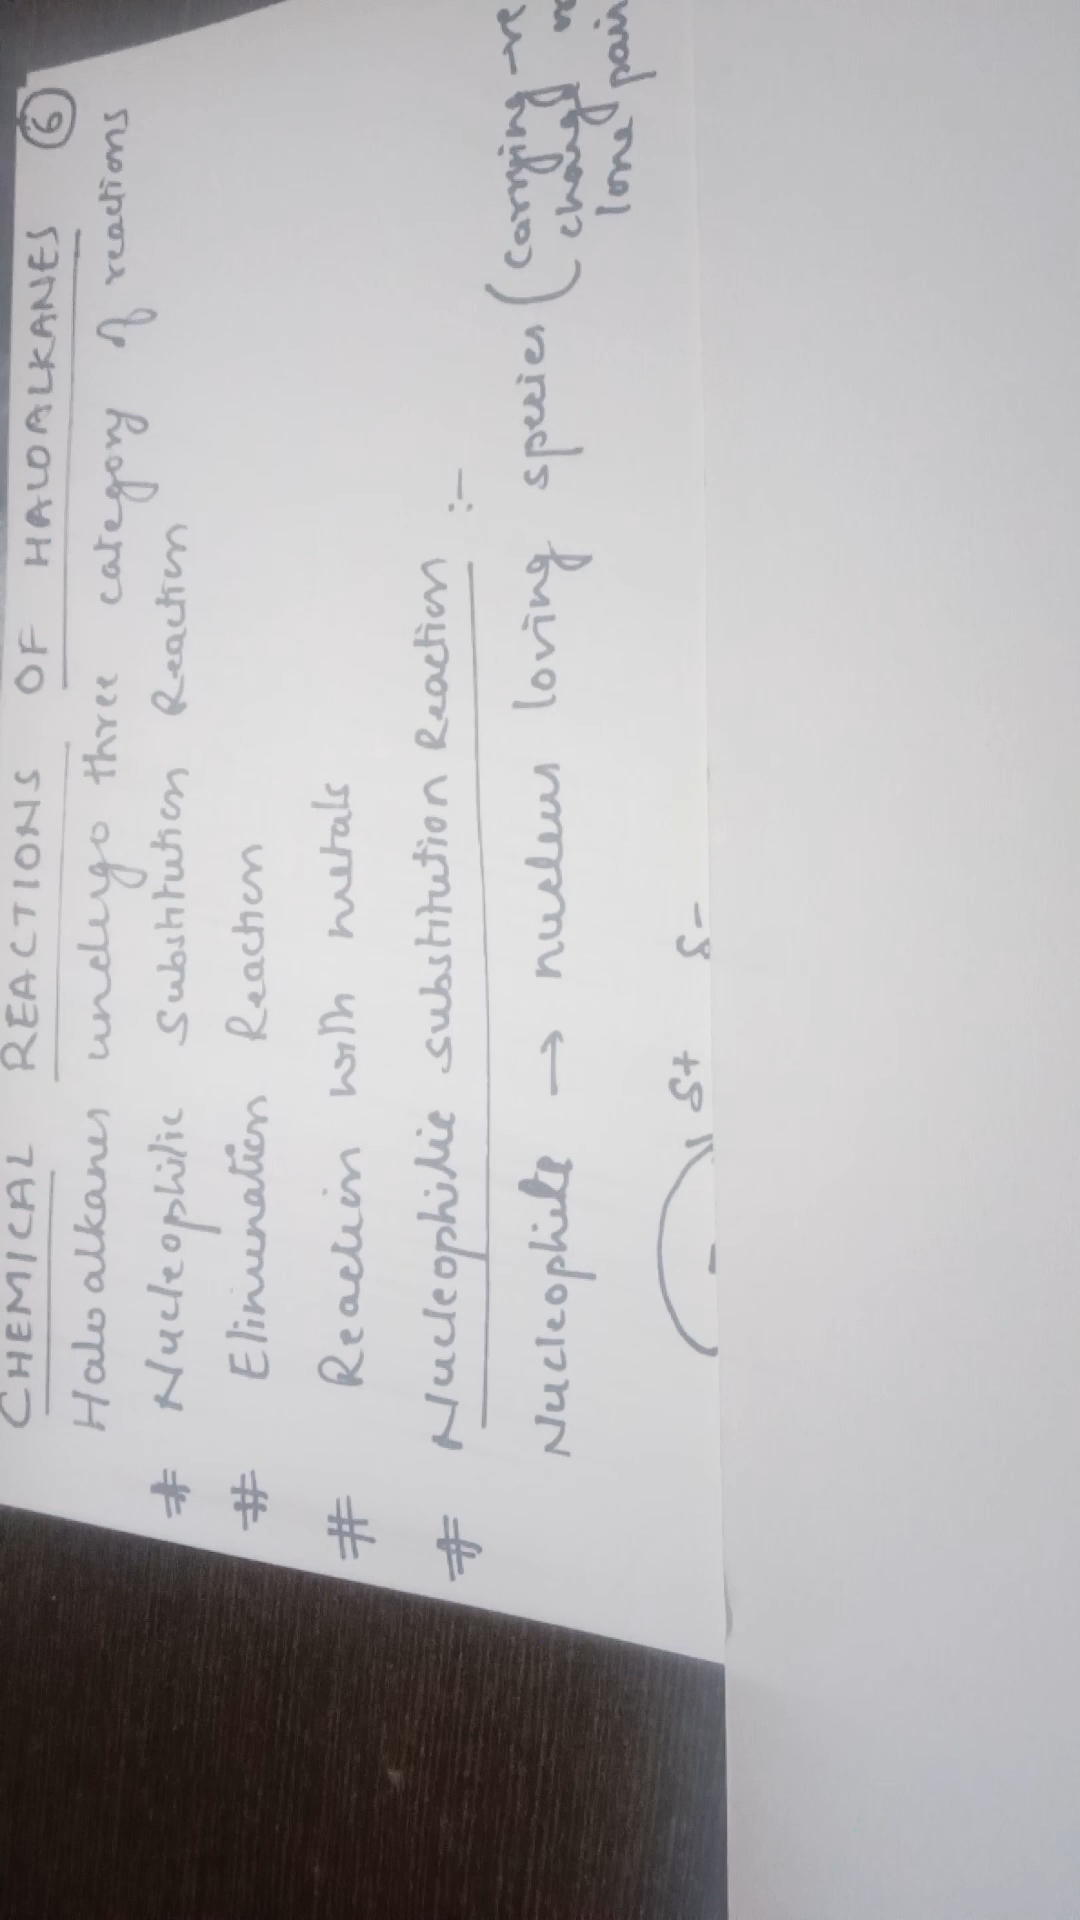 CHEMICAL REACTIONS OF HALOALKANES 6
Haloalkanes undergo three category of reactions
# Nucleophilic Substitution Reaction
# Elimination Reaction
# Reaction with metals
# Nucleophilic substitution Reaction :-
Nucleophile → nucleus loving species (carrying -ve
charge
lone pair
δ+ δ-